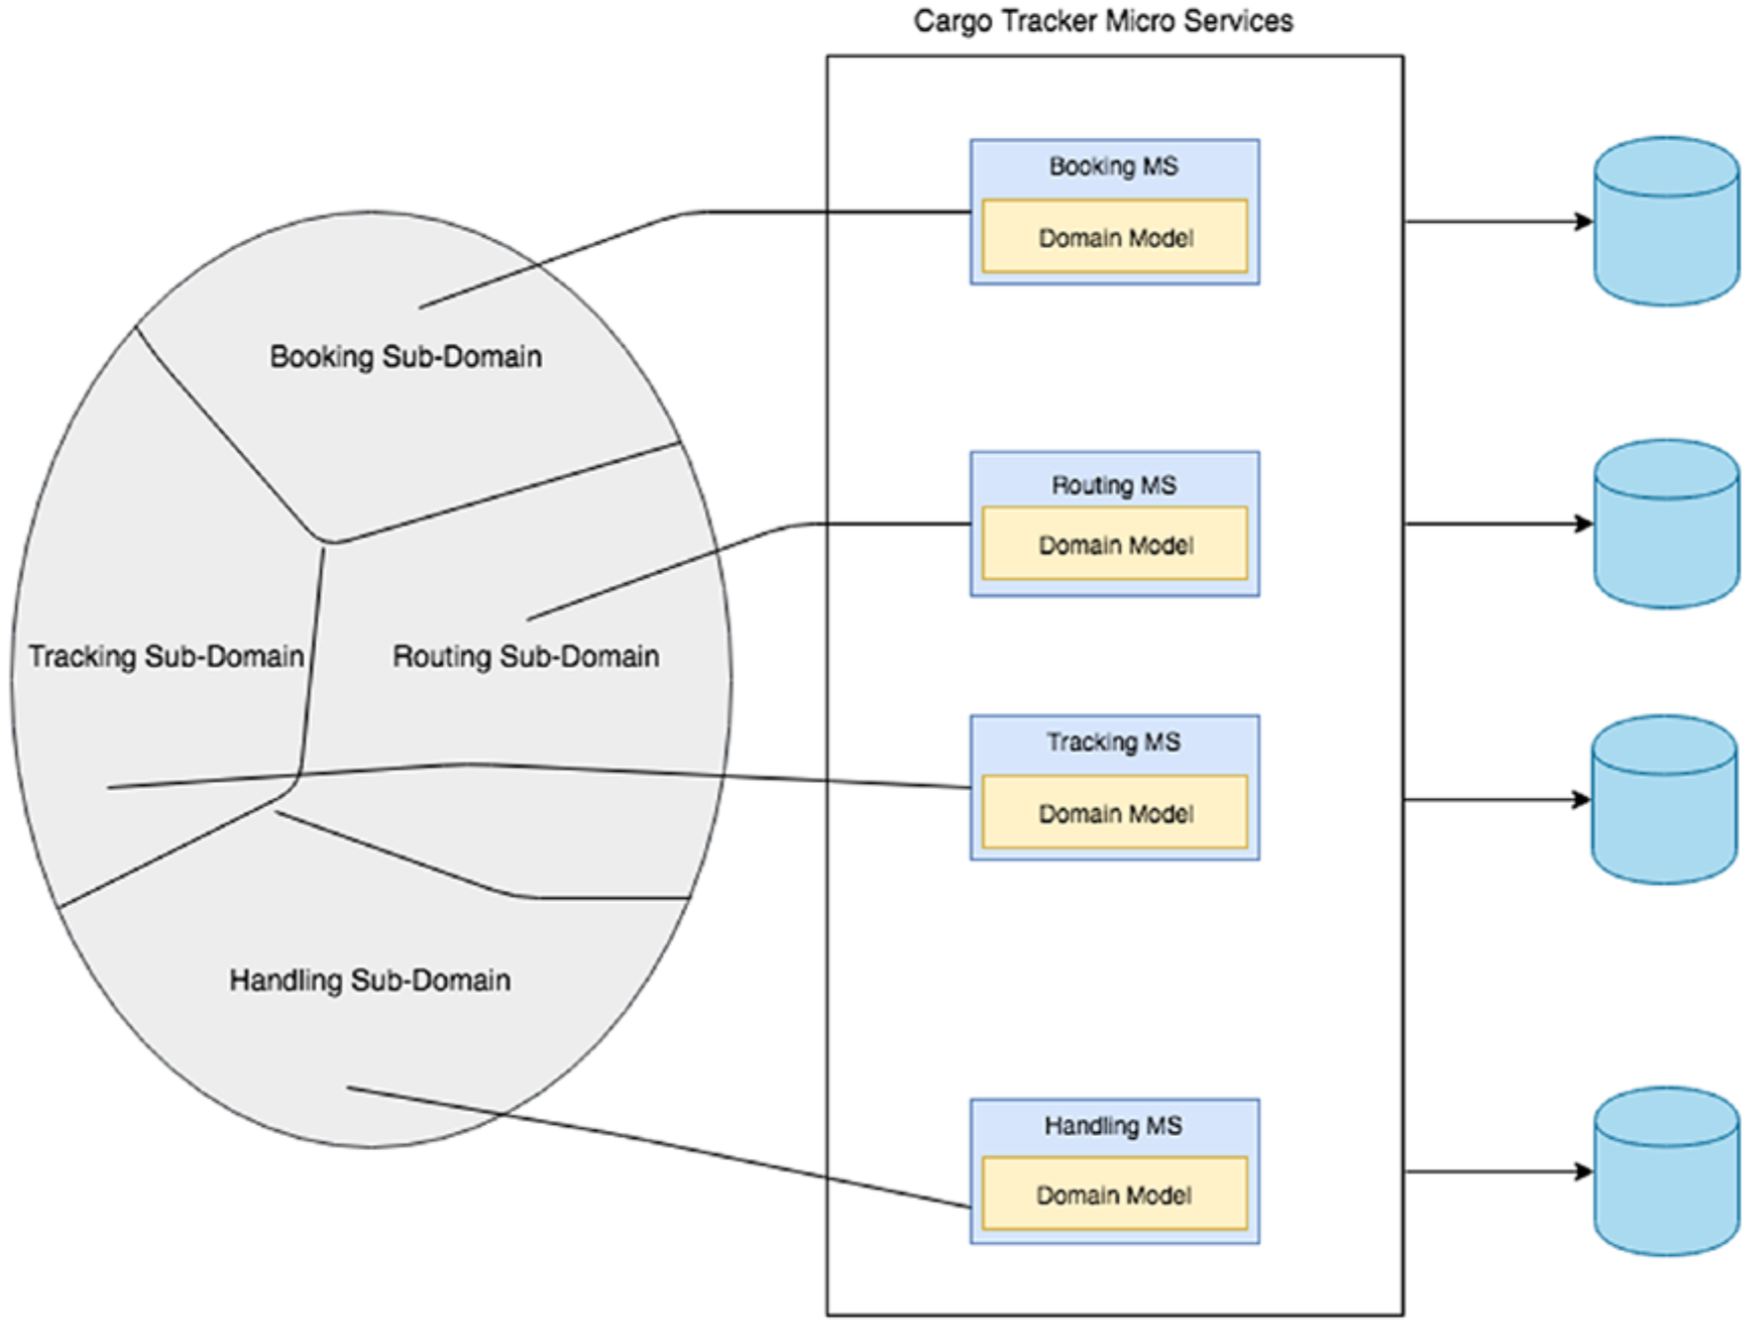 Cargo Tracker Micro Services
Booking MS
Domain Model
Booking Sub-Domain
Routing MS
Domain Model
Tracking Sub-Domain
Routing Sub-Domain
Tracking MS
Domain Model
Handling Sub-Domain
Handling MS
Domain Model